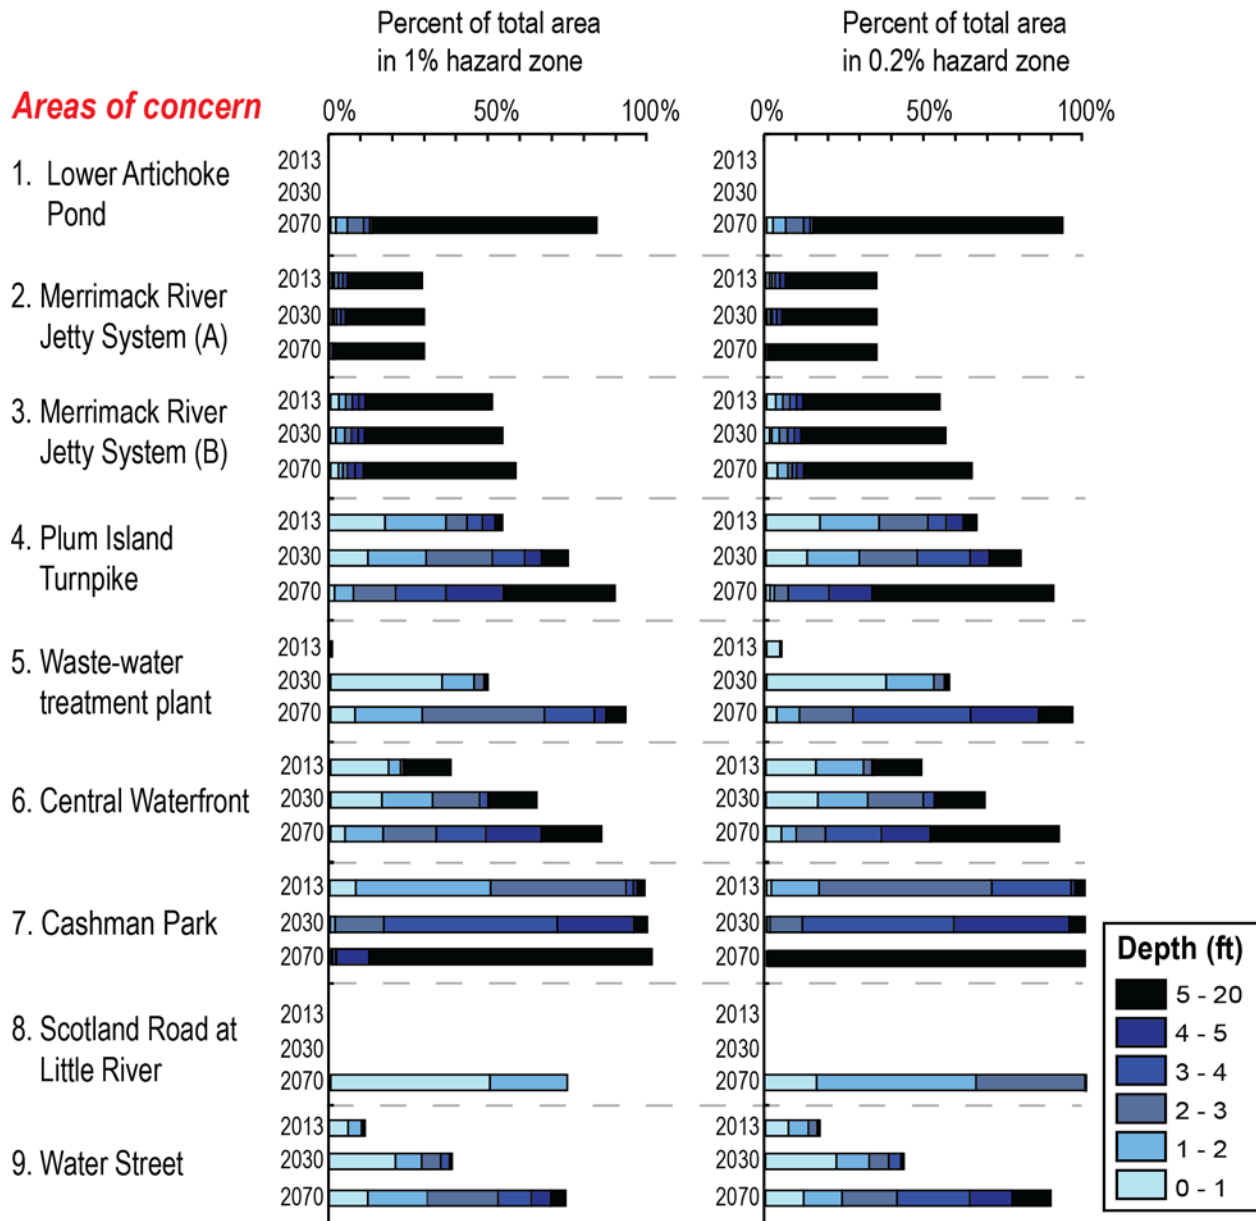 Percent of total area
in 1% hazard zone
Percent of total area
in 0.2% hazard zone
Areas of concern
0% 50% 100%
0% 50% 100%
1. Lower Artichoke
Pond
2013
2030
2070
2. Merrimack River
Jetty System (A)
2013
2030
2070
2013
2030
2070
3. Merrimack River
Jetty System (B)
2013
2030
2070
2013
2030
2070
4. Plum Island
Turnpike
2013
2030
2070
2013
2030
2070
5. Waste-water
treatment plant
2013
2030
2070
2013
2030
2070
6. Central Waterfront
2013
2030
2070
2013
2030
2070
7. Cashman Park
2013
2030
2070
2013
2030
2070
8. Scotland Road at
Little River
2013
2030
2070
2013
2030
2070
9. Water Street
2013
2030
2070
2013
2030
2070
2013
2030
2070
Depth (ft)
5 - 20
4 - 5
3 - 4
2 - 3
1 - 2
0 - 1